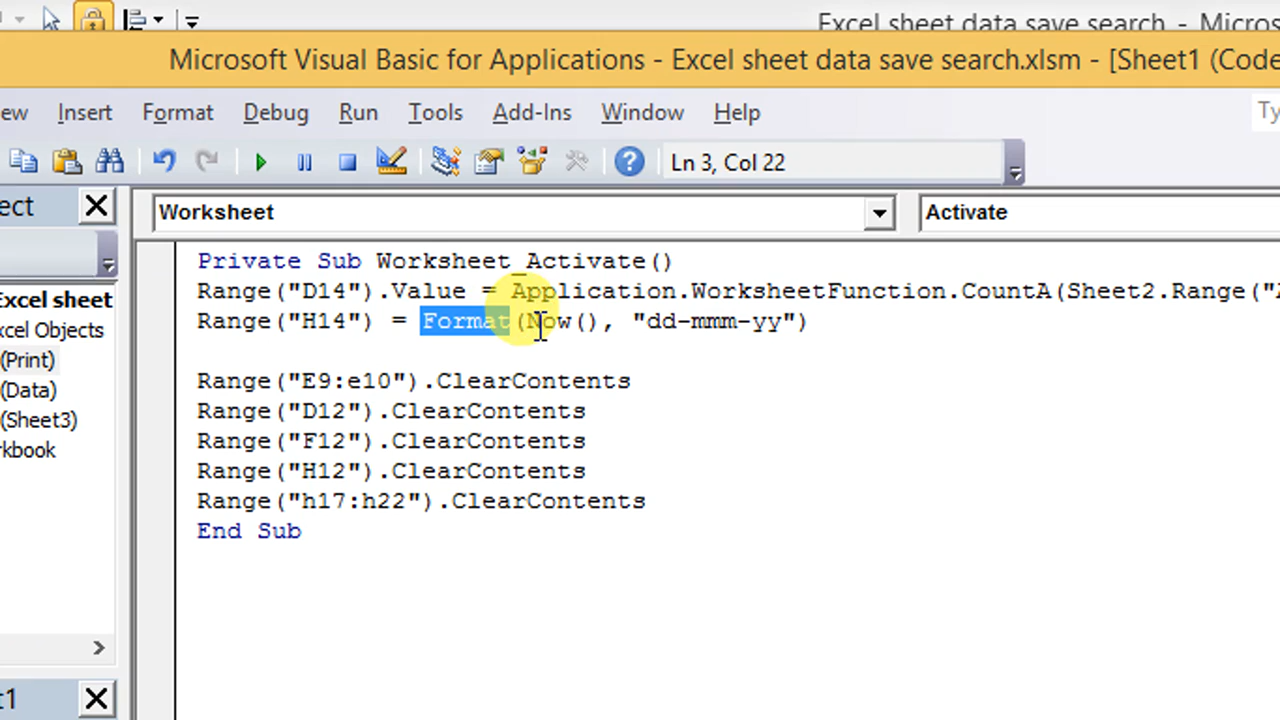 Excel sheet data save search - Micros
Microsoft Visual Basic for Applications - Excel sheet data save search.xlsm - [Sheet1 (Code
ew Insert Format Debug Run Tools Add-Ins Window Help Ty
Ln 3, Col 22
ect
Worksheet Activate
Private Sub Worksheet_Activate()
Range("D14").Value = Application.WorksheetFunction.CountA(Sheet2.Range("
Range("H14") = Format(Now(), "dd-mmm-yy")
Range("E9:e10").ClearContents
Range("D12").ClearContents
Range("F12").ClearContents
Range("H12").ClearContents
Range("h17:h22").ClearContents
End Sub
Excel sheet
xcel Objects
(Print)
(Data)
(Sheet3)
rkbook
t1